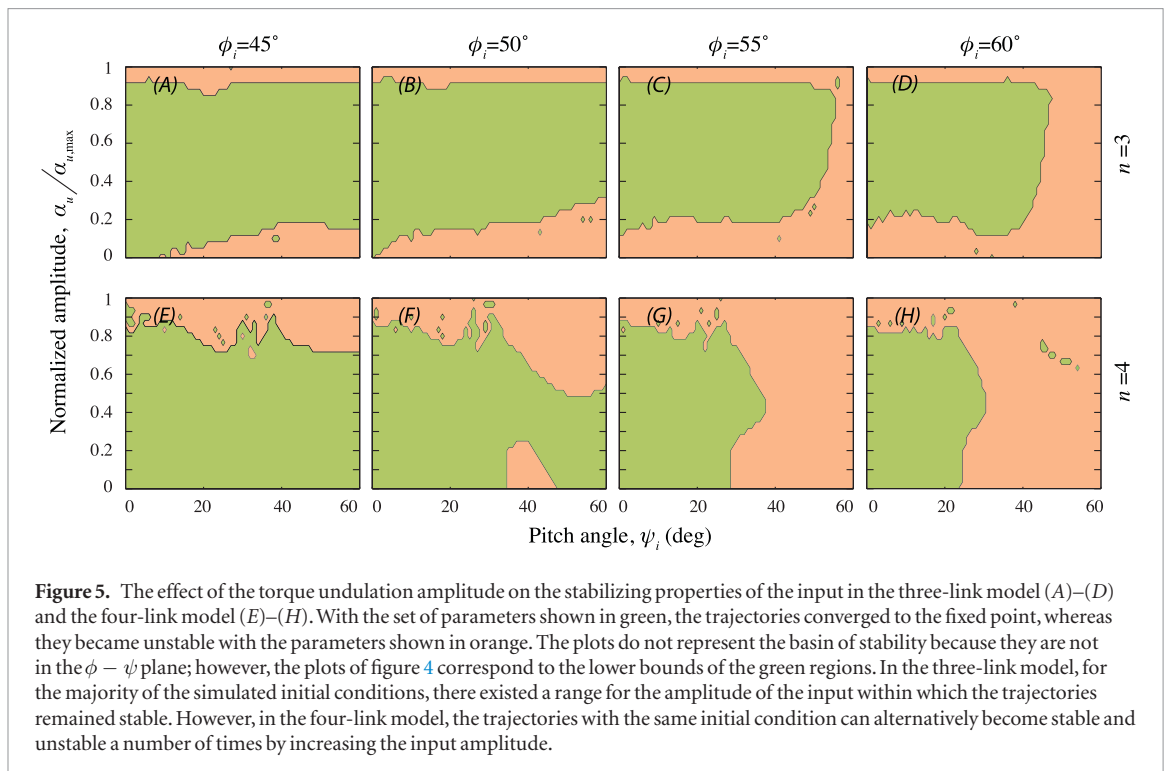 ϕi=45° ϕi=50° ϕi=55° ϕi=60°
(A) (B) (C) (D)
1
0.8
0.6
0.4
0.2
0
n =3
Normalized amplitude, αu/αu,max
(E) (F) (G) (H)
1
0.8
0.6
0.4
0.2
0
n =4
0 20 40 60 0 20 40 60 0 20 40 60 0 20 40 60
Pitch angle, ψi (deg)
Figure 5. The effect of the torque undulation amplitude on the stabilizing properties of the input in the three-link model (A)–(D)
and the four-link model (E)–(H). With the set of parameters shown in green, the trajectories converged to the fixed point, whereas
they became unstable with the parameters shown in orange. The plots do not represent the basin of stability because they are not
in the ϕ − ψ plane; however, the plots of figure 4 correspond to the lower bounds of the green regions. In the three-link model, for
the majority of the simulated initial conditions, there existed a range for the amplitude of the input within which the trajectories
remained stable. However, in the four-link model, the trajectories with the same initial condition can alternatively become stable and
unstable a number of times by increasing the input amplitude.